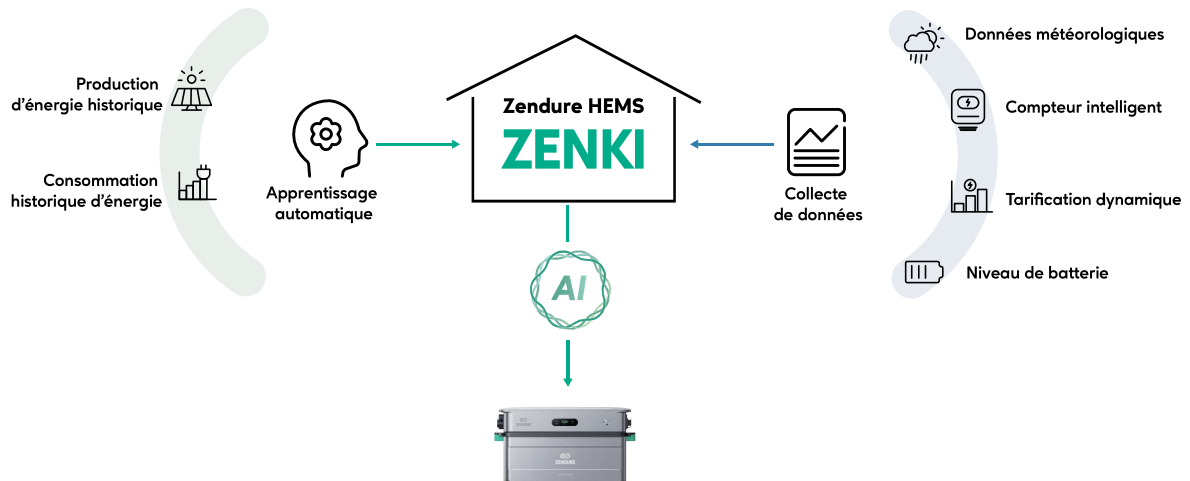 Production
d'énergie historique
Consommation
historique d'énergie
Apprentissage
automatique
Zendure HEMS
ZENKI
AI
Collecte
de données
Données météorologiques
Compteur intelligent
Tarification dynamique
Niveau de batterie
ZENDURE